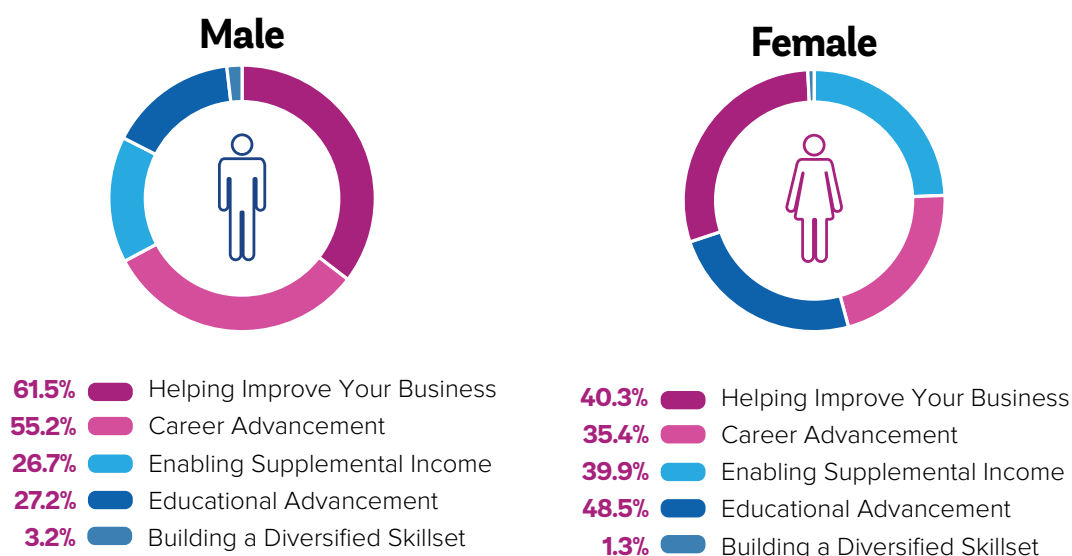 Male
61.5% Helping Improve Your Business
55.2% Career Advancement
26.7% Enabling Supplemental Income
27.2% Educational Advancement
3.2% Building a Diversified Skillset
Female
40.3% Helping Improve Your Business
35.4% Career Advancement
39.9% Enabling Supplemental Income
48.5% Educational Advancement
1.3% Building a Diversified Skillset